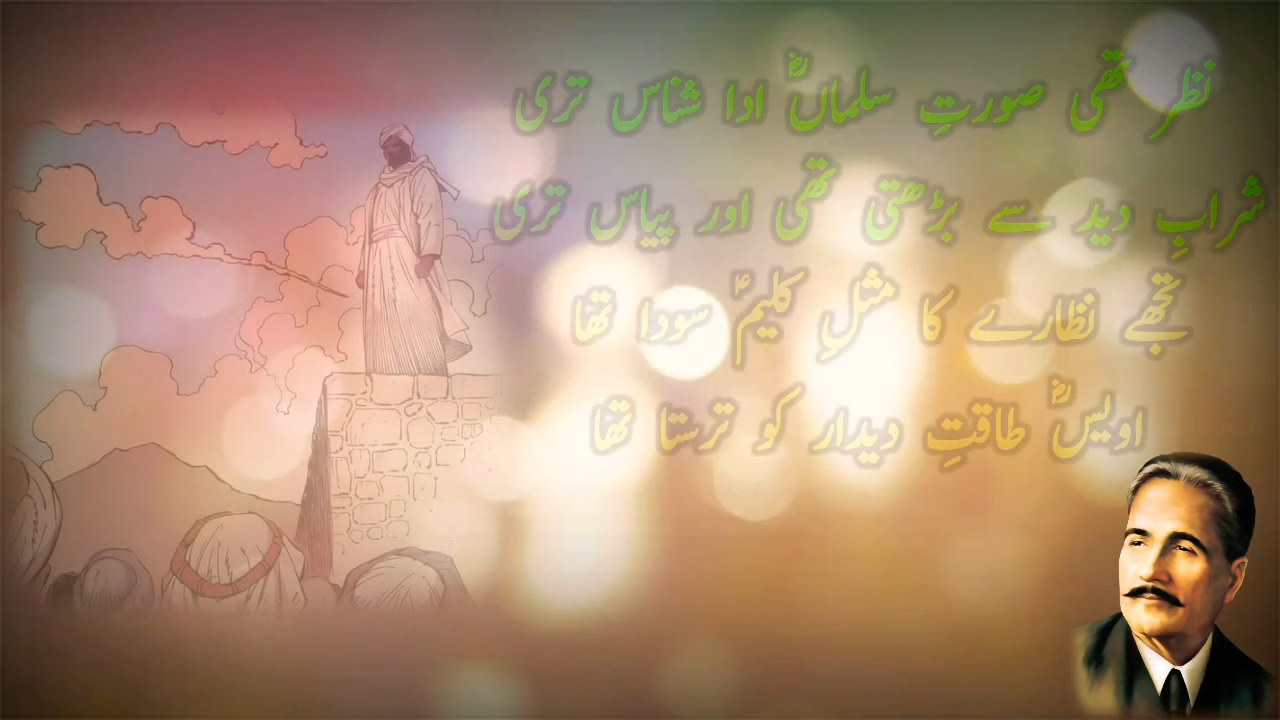 نظر تھی صورتِ سلماںؓ ادا شناس تری
شرابِ دید سے بڑھتی تھی اور پیاس تری
تجھے نظارے کا مثلِ کلیمؑ سودا تھا
اویسؓ طاقتِ دیدار کو ترستا تھا